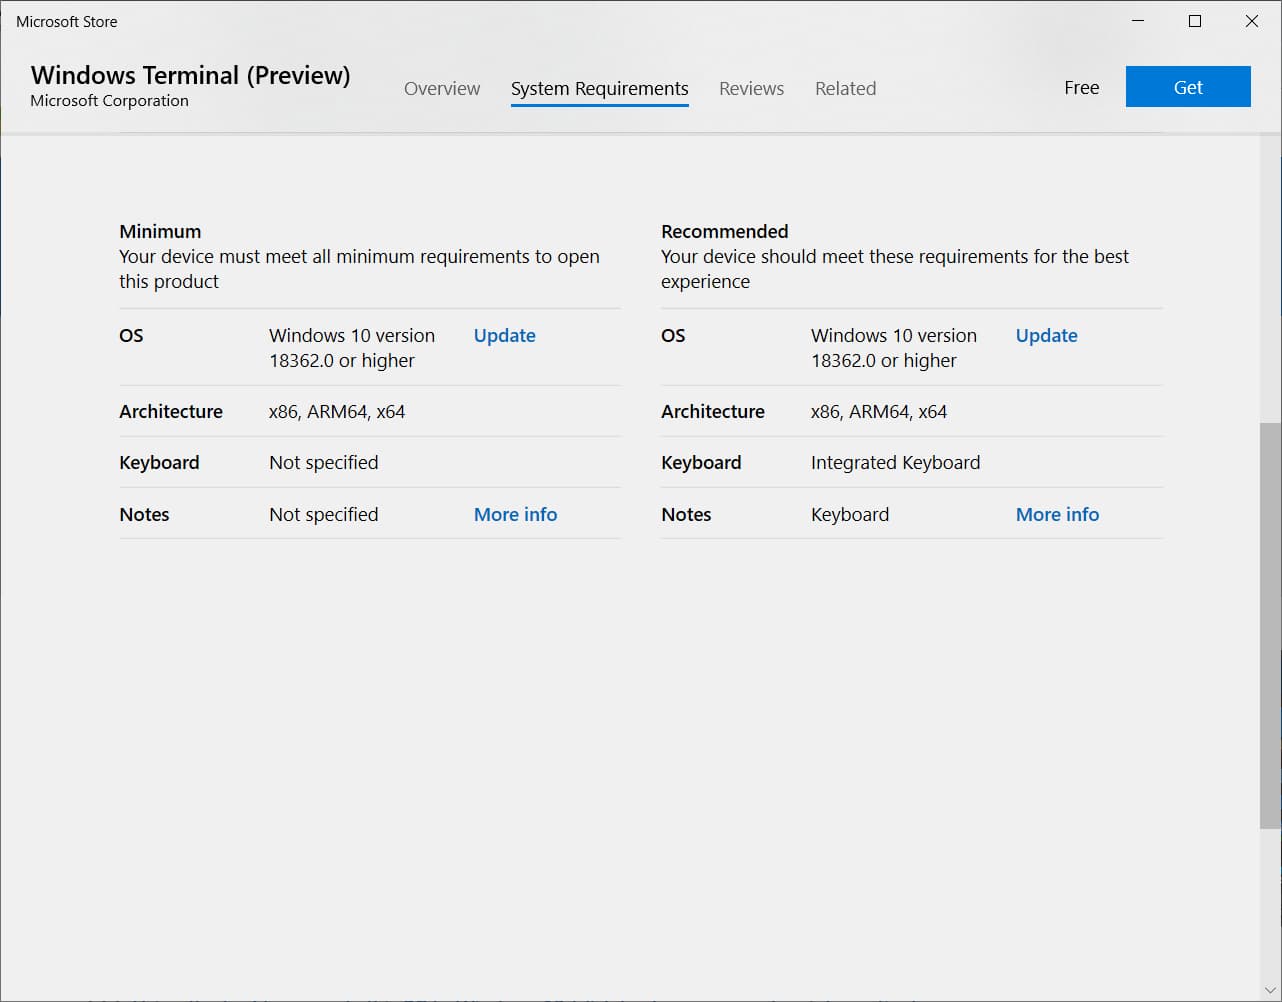 Microsoft Store
Windows Terminal (Preview)
Microsoft Corporation
Overview
System Requirements
Reviews
Related
Free
Get
Minimum
Your device must meet all minimum requirements to open
this product
OS
Windows 10 version
18362.0 or higher
Update
Architecture
x86, ARM64, x64
Keyboard
Not specified
Notes
Not specified
More info
Recommended
Your device should meet these requirements for the best
experience
OS
Windows 10 version
18362.0 or higher
Update
Architecture
x86, ARM64, x64
Keyboard
Integrated Keyboard
Notes
Keyboard
More info